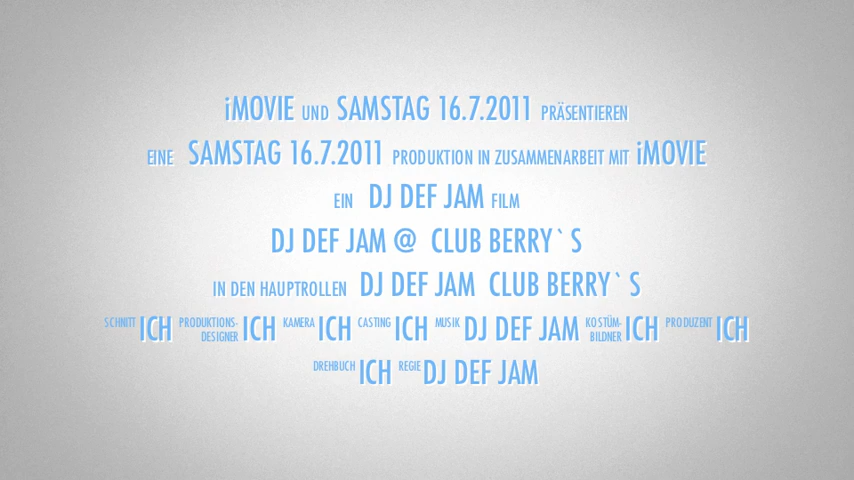 iMOVIE UND SAMSTAG 16.7.2011 PRÄSENTIEREN
EINE SAMSTAG 16.7.2011 PRODUKTION IN ZUSAMMENARBEIT MIT iMOVIE
EIN DJ DEF JAM FILM
DJ DEF JAM @ CLUB BERRY`S
IN DEN HAUPTROLLEN DJ DEF JAM CLUB BERRY`S
SCHNITT ICH PRODUKTIONS-DESIGNER ICH KAMERA ICH CASTING ICH MUSIK DJ DEF JAM KOSTÜM-BILDNER ICH PRODUZENT ICH
DREHBUCH ICH REGIE DJ DEF JAM